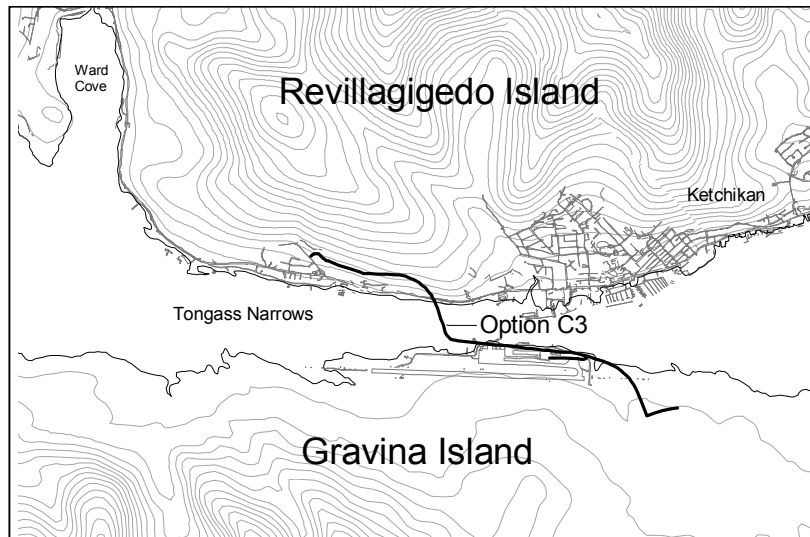 Ward
Cove
Revillagigedo Island
Ketchikan
Tongass Narrows
Option C3
Gravina Island